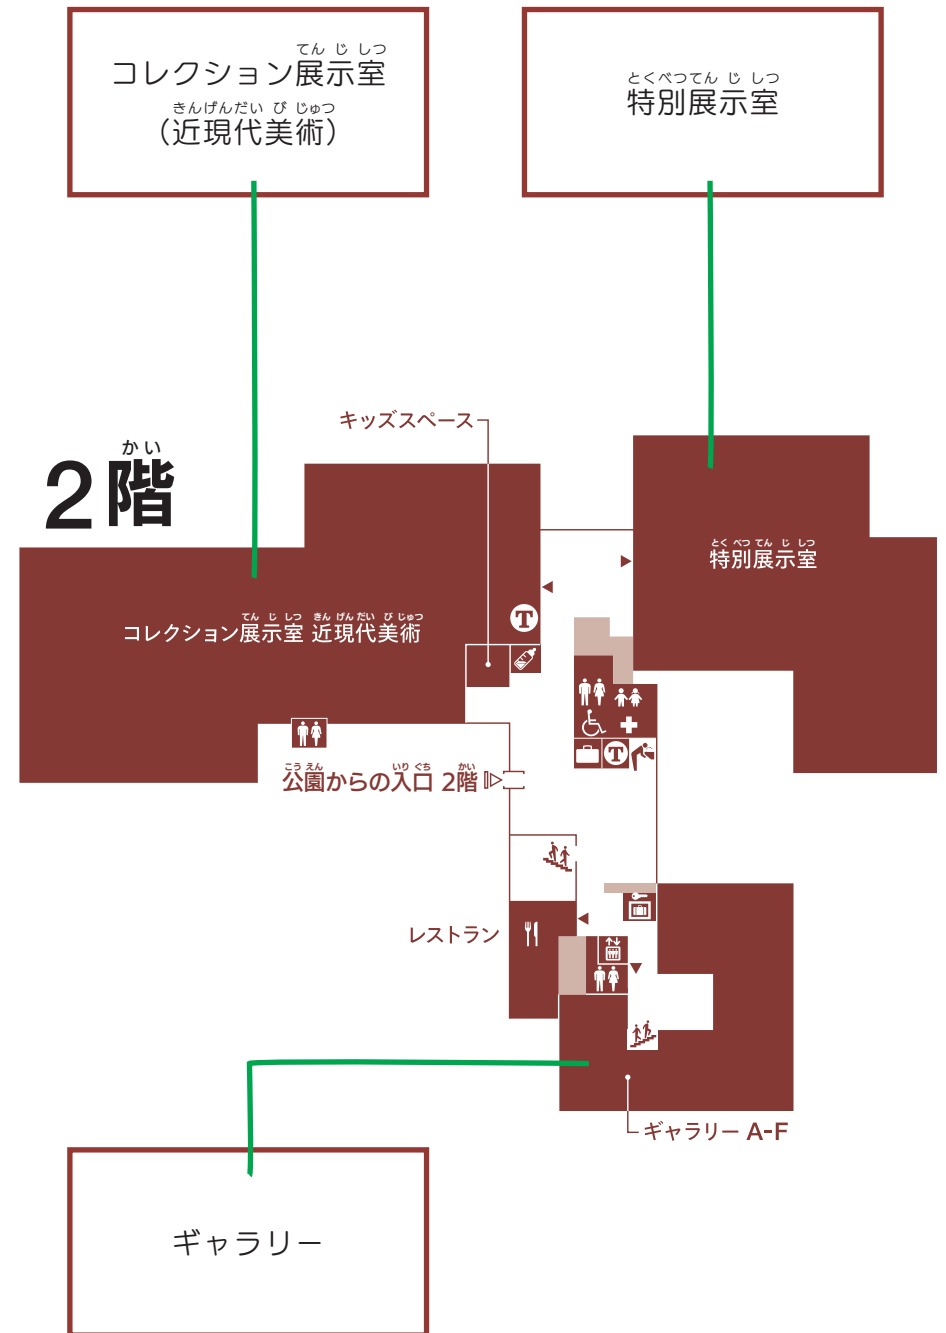 コレクション展示室
てんじしつ
（近現代美術）
きんげんだいびじゅつ
特別展示室
とくべつてんじしつ
キッズスペース
2階
かい
特別展示室
とくべつてんじしつ
コレクション展示室 近現代美術
てんじしつ きんげんだいびじゅつ
T
T
公園からの入口 2階
こうえん いりぐち かい
レストラン
ギャラリー A-F
ギャラリー